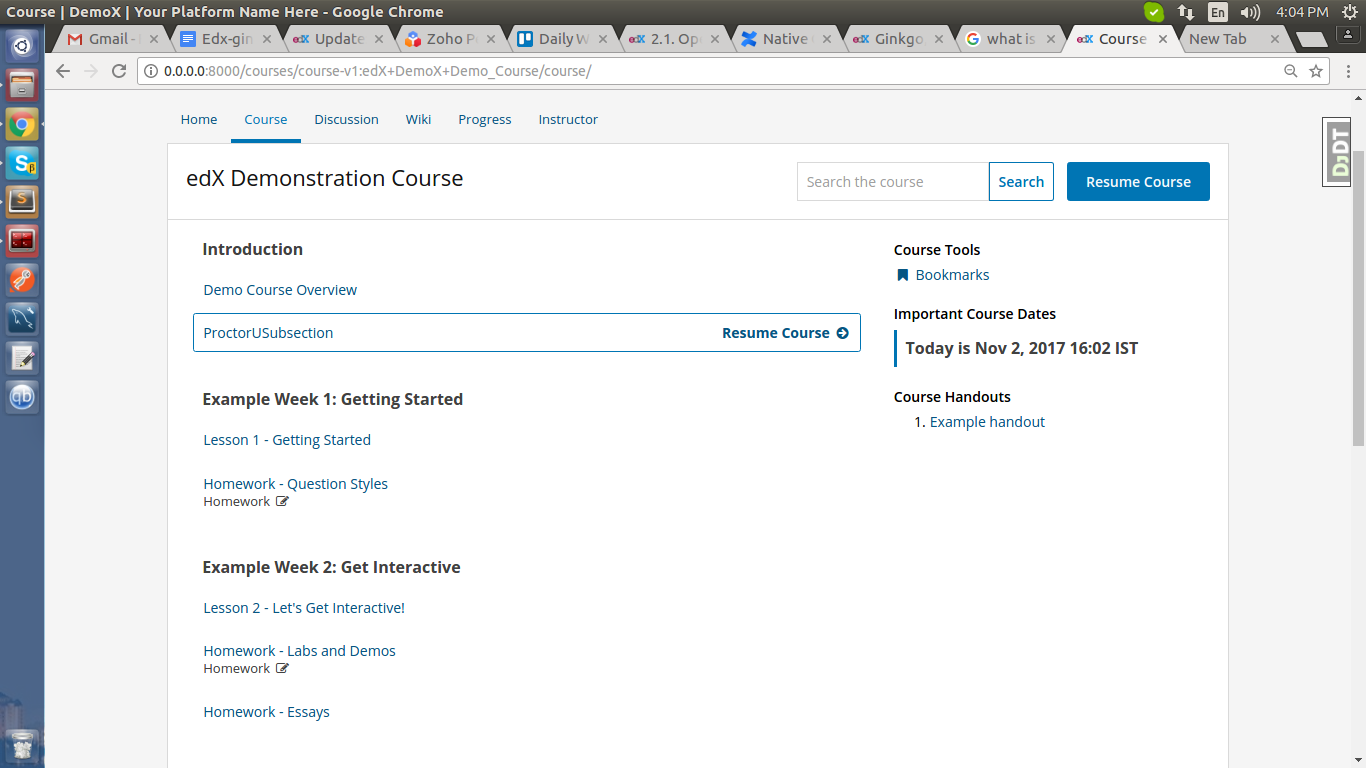 Course | DemoX | Your Platform Name Here - Google Chrome
En
4:04 PM
Gmail -
Edx-gin
edX Update
Zoho P
Daily W
edX 2.1. Op
Native
edX Ginkgo
what is
edX Course
New Tab
0.0.0.0:8000/courses/course-v1:edX+DemoX+Demo_Course/course/
Home
Course
Discussion
Wiki
Progress
Instructor
DjDT
edX Demonstration Course
Search the course
Search
Resume Course
Introduction
Demo Course Overview
ProctorUSubsection
Resume Course
Example Week 1: Getting Started
Lesson 1 - Getting Started
Homework - Question Styles
Homework
Example Week 2: Get Interactive
Lesson 2 - Let's Get Interactive!
Homework - Labs and Demos
Homework
Homework - Essays
Course Tools
Bookmarks
Important Course Dates
Today is Nov 2, 2017 16:02 IST
Course Handouts
1. Example handout
S
β
S
qb